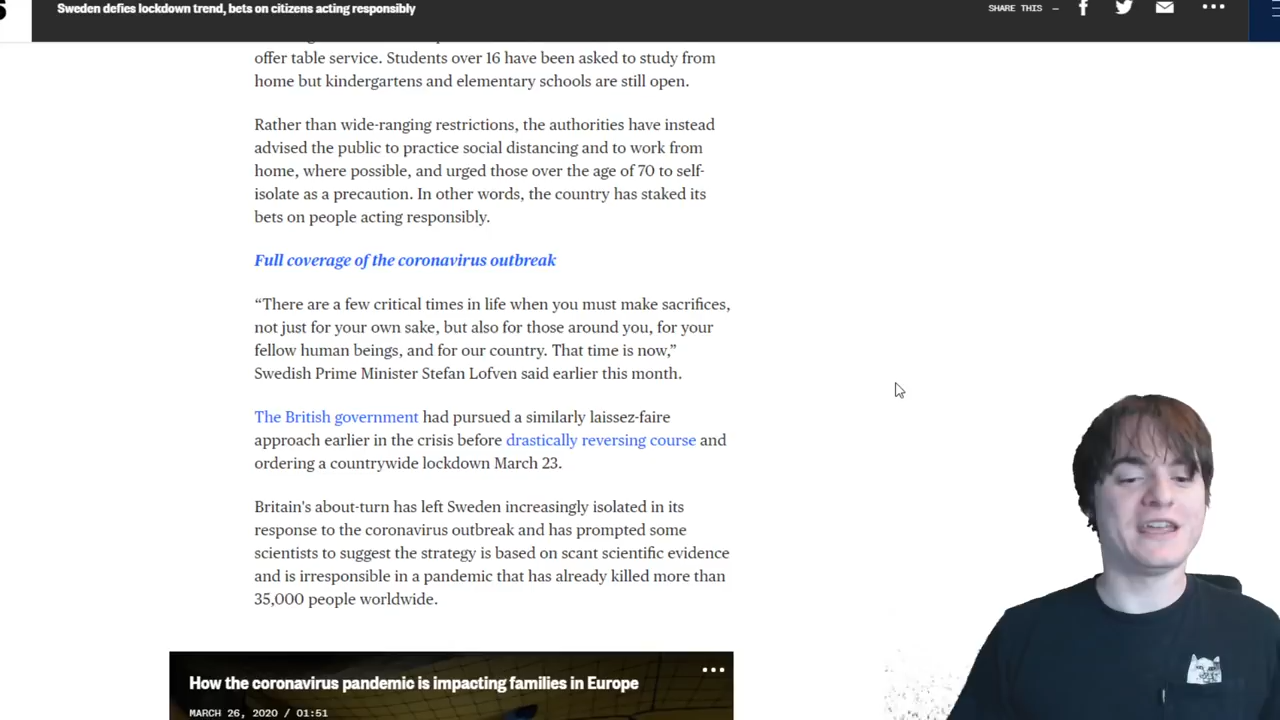 Sweden defies lockdown trend, bets on citizens acting responsibly
SHARE THIS —
offer table service. Students over 16 have been asked to study from
home but kindergartens and elementary schools are still open.
Rather than wide-ranging restrictions, the authorities have instead
advised the public to practice social distancing and to work from
home, where possible, and urged those over the age of 70 to self-
isolate as a precaution. In other words, the country has staked its
bets on people acting responsibly.
Full coverage of the coronavirus outbreak
“There are a few critical times in life when you must make sacrifices,
not just for your own sake, but also for those around you, for your
fellow human beings, and for our country. That time is now,”
Swedish Prime Minister Stefan Lofven said earlier this month.
The British government had pursued a similarly laissez-faire
approach earlier in the crisis before drastically reversing course and
ordering a countrywide lockdown March 23.
Britain's about-turn has left Sweden increasingly isolated in its
response to the coronavirus outbreak and has prompted some
scientists to suggest the strategy is based on scant scientific evidence
and is irresponsible in a pandemic that has already killed more than
35,000 people worldwide.
How the coronavirus pandemic is impacting families in Europe
MARCH 26, 2020 / 01:51